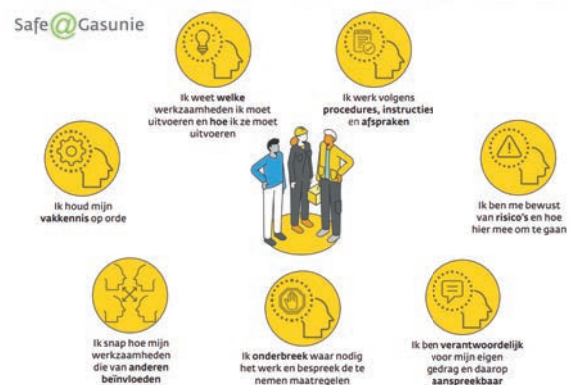 Safe@Gasunie
Ik weet welke
werkzaamheden ik moet
uitvoeren en hoe ik ze moet
uitvoeren
Ik werk volgens
procedures, instructies
en afspraken
Ik houd mijn
vakkennis op orde
Ik ben me bewust
van risico's en hoe
hier mee om te gaan
Ik snap hoe mijn
werkzaamheden
die van anderen
beïnvloeden
Ik onderbreek waar nodig
het werk en bespreek de te
nemen maatregelen
Ik ben verantwoordelijk
voor mijn eigen
gedrag en daarop
aanspreekbaar